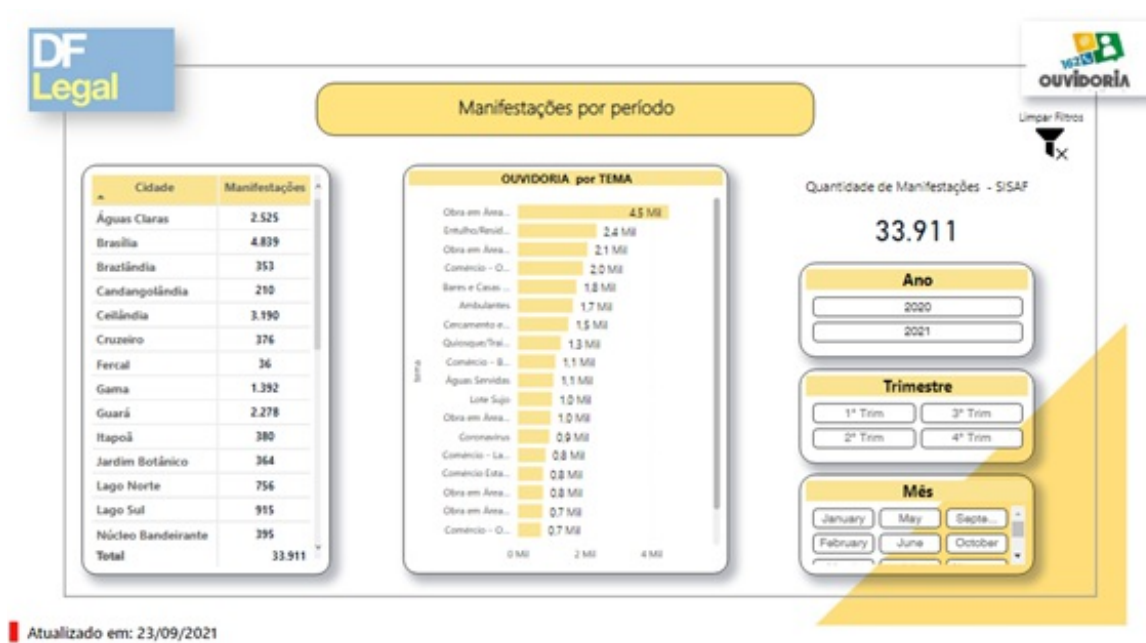 DF
Legal
162
OUVIDORIA
Manifestações por período
Limpar Filtros
Cidade Manifestações
Águas Claras 2.525
Brasília 4.839
Brazlândia 353
Candangolândia 210
Ceilândia 3.190
Cruzeiro 376
Fercal 36
Gama 1.392
Guará 2.278
Itapoã 380
Jardim Botânico 364
Lago Norte 756
Lago Sul 915
Núcleo Bandeirante 395
Total 33.911
OUVIDORIA por TEMA
tema
Obra em Área... 4,5 Mil
Entulho/Resíd... 2,4 Mil
Obra em Área... 2,1 Mil
Comércio - O... 2,0 Mil
Bares e Casas ... 1,8 Mil
Ambulantes 1,7 Mil
Cercamento e... 1,5 Mil
Quiosque/Trai... 1,3 Mil
Comércio - B... 1,1 Mil
Águas Servidas 1,1 Mil
Lote Sujo 1,0 Mil
Obra em Área... 1,0 Mil
Coronavírus 0,9 Mil
Comércio - La... 0,8 Mil
Comércio Esta... 0,8 Mil
Obra em Área... 0,8 Mil
Obra em Área... 0,7 Mil
Comércio - O... 0,7 Mil
0 Mil 2 Mil 4 Mil
Quantidade de Manifestações - SISAF
33.911
Ano
2020
2021
Trimestre
1º Trim 3º Trim
2º Trim 4º Trim
Mês
January May Septe...
February June October
Atualizado em: 23/09/2021